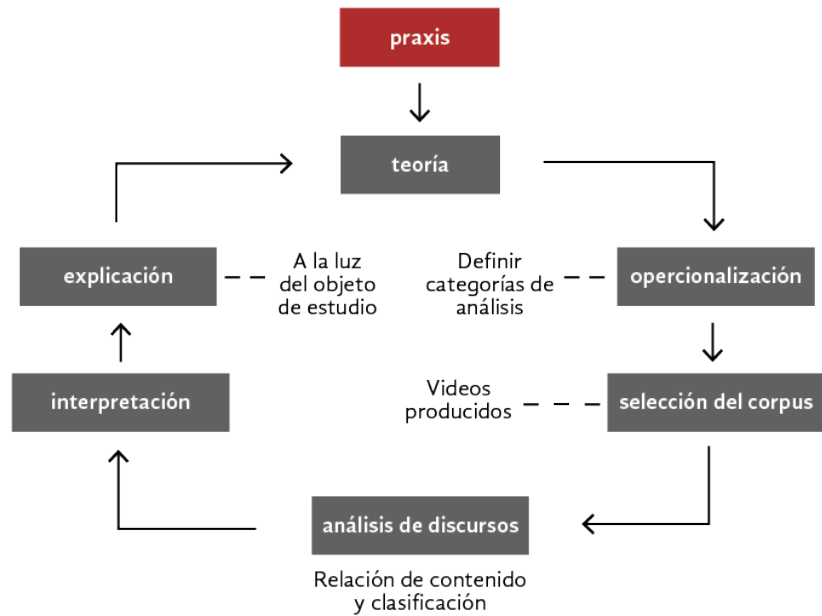 praxis
teoría
explicación
A la luz
del objeto
de estudio
Definir
categorías de
análisis
opercionalización
interpretación
Videos
producidos
selección del corpus
análisis de discursos
Relación de contenido
y clasificación